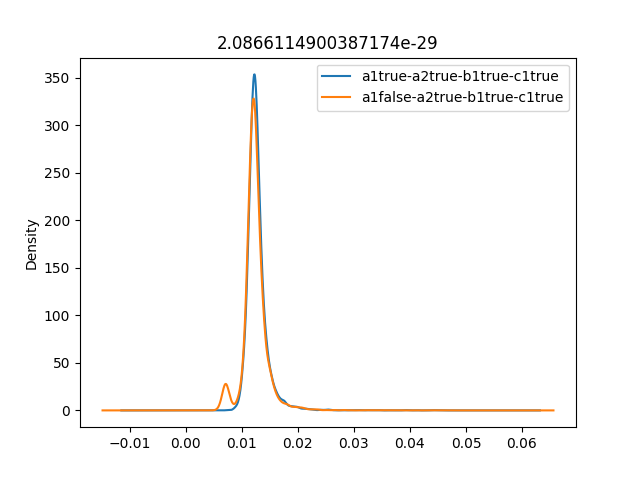 2.0866114900387174e-29
a1true-a2true-b1true-c1true
a1false-a2true-b1true-c1true
Density
350
300
250
200
150
100
50
0
−0.01 0.00 0.01 0.02 0.03 0.04 0.05 0.06